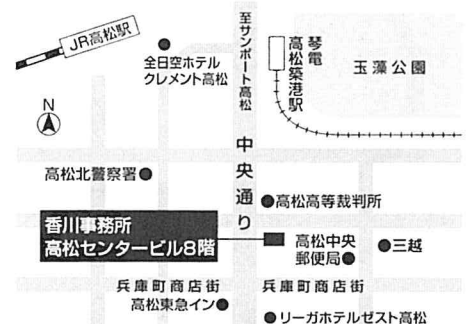 JR高松駅
全日空ホテル
クレメント高松
至サンポート高松
琴電
高松築港駅
玉藻公園
N
中央通り
高松北警察署
高松高等裁判所
香川事務所
高松センタービル8階
高松中央
郵便局
三越
兵庫町商店街
兵庫町商店街
高松東急イン
リーガホテルゼスト高松